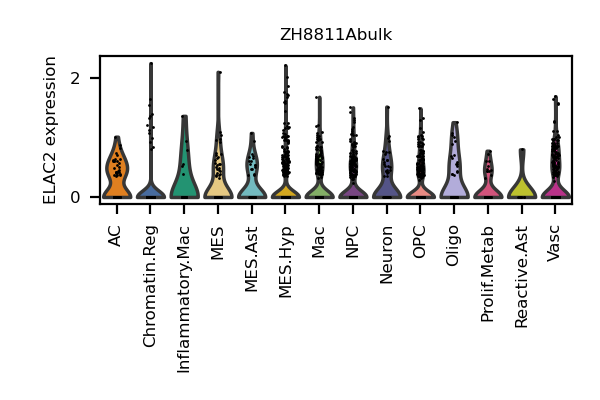 ZH8811Abulk
ELAC2 expression
2
0
AC
Chromatin.Reg
Inflammatory.Mac
MES
MES.Ast
MES.Hyp
Mac
NPC
Neuron
OPC
Oligo
Prolif.Metab
Reactive.Ast
Vasc